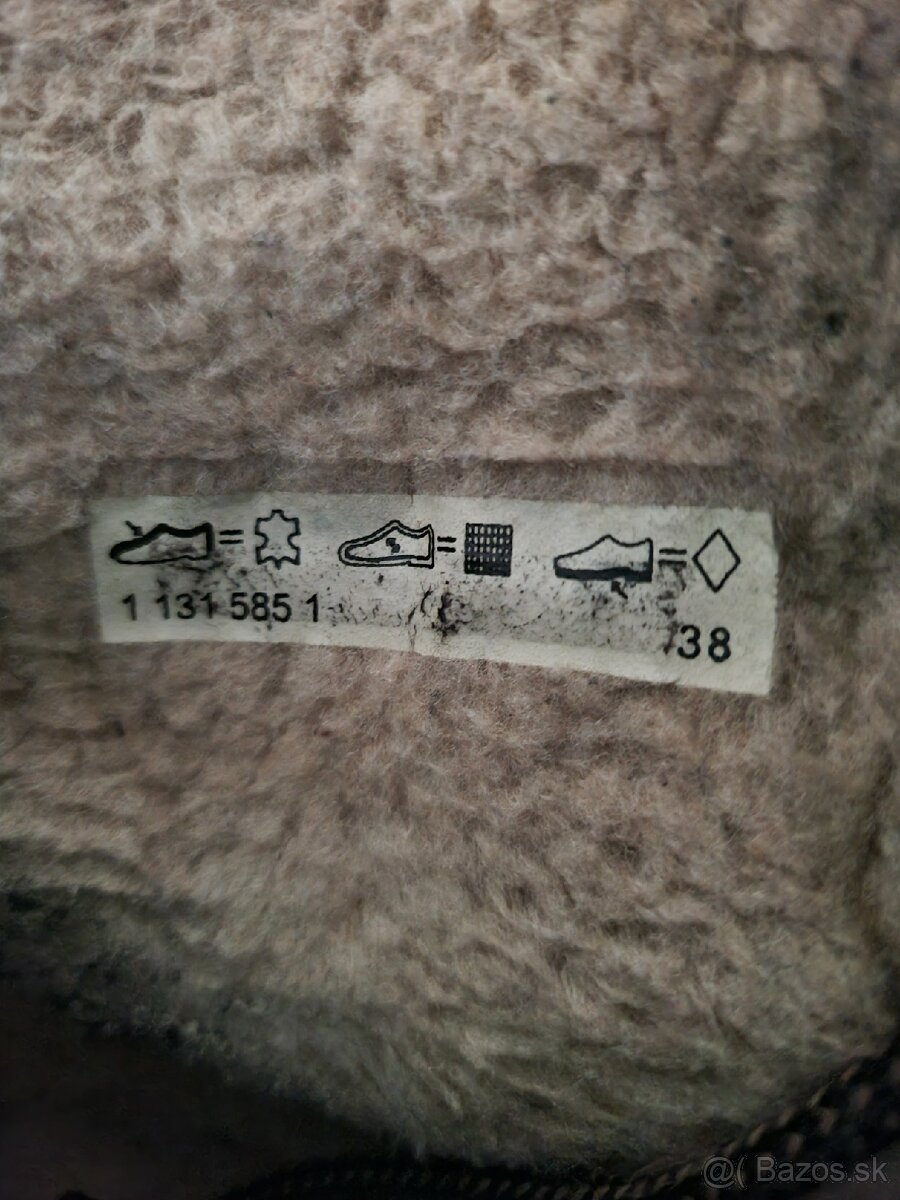 = = =
1 131 585 1
38
@( Bazos.sk